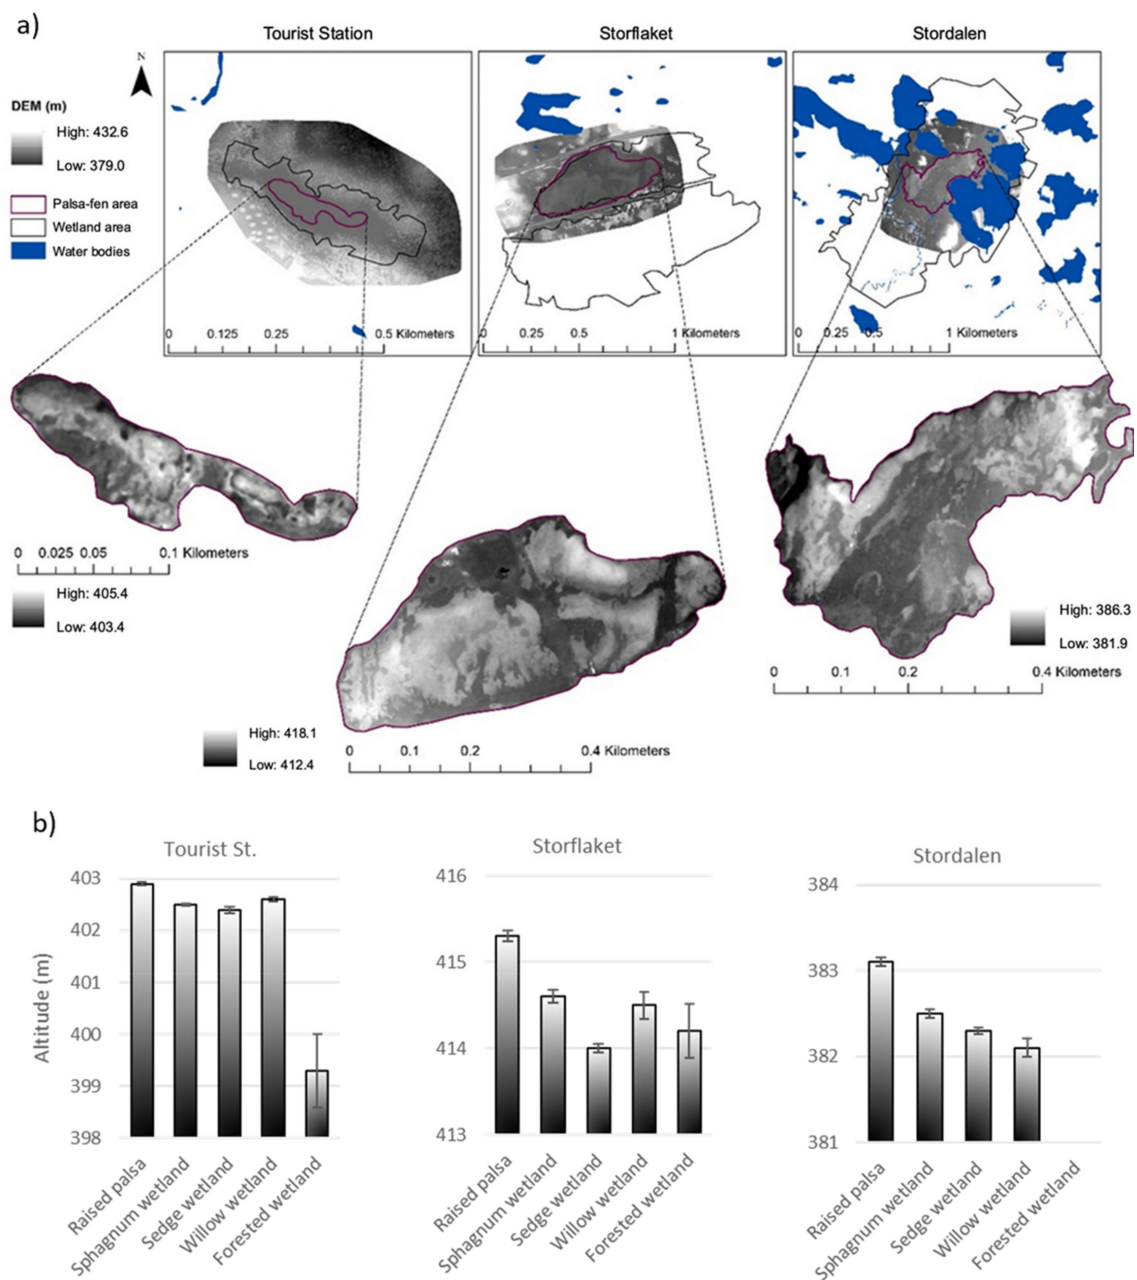 a)
Tourist Station
Storflaket
Stordalen
N
DEM (m)
High: 432.6
Low: 379.0
Palsa-fen area
Wetland area
Water bodies
0 0.125 0.25 0.5 Kilometers
0 0.25 0.5 1 Kilometers
0 0.25 0.5 1 Kilometers
0 0.025 0.05 0.1 Kilometers
High: 405.4
Low: 403.4
High: 418.1
Low: 412.4
0 0.1 0.2 0.4 Kilometers
High: 386.3
Low: 381.9
0 0.1 0.2 0.4 Kilometers
b)
Tourist St.
Altitude (m)
403
402
401
400
399
398
Raised palsa
Sphagnum wetland
Sedge wetland
Willow wetland
Forested wetland
Storflaket
416
415
414
413
Raised palsa
Sphagnum wetland
Sedge wetland
Willow wetland
Forested wetland
Stordalen
384
383
382
381
Raised palsa
Sphagnum wetland
Sedge wetland
Willow wetland
Forested wetland